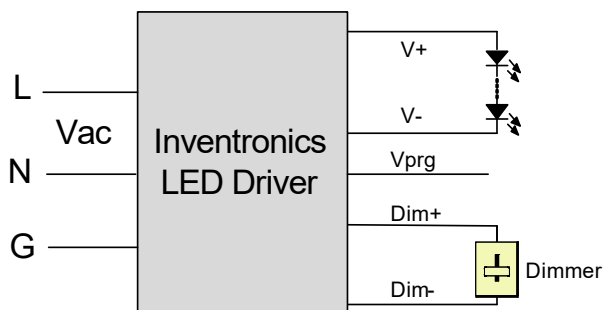 L
Vac
N
G
Inventronics
LED Driver
V+
V-
Vprg
Dim+
Dim-
Dimmer